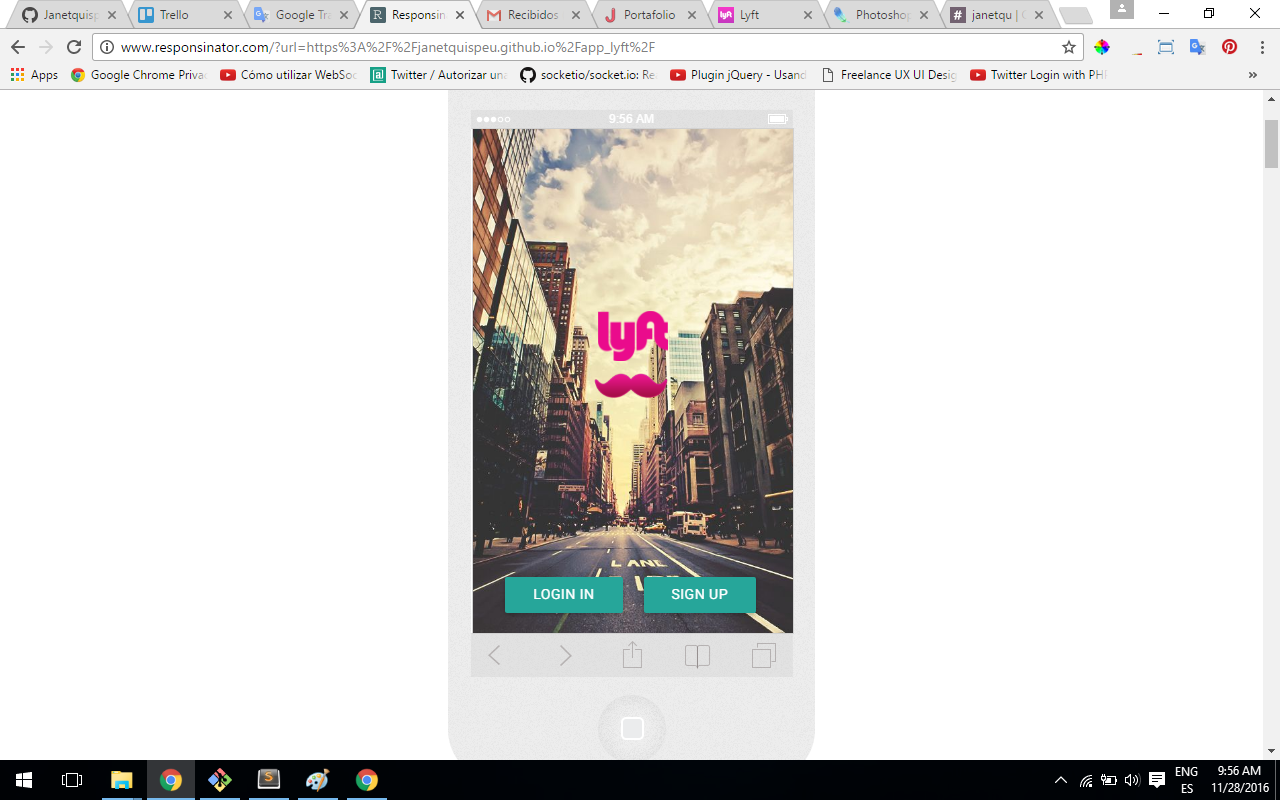 Janetquisp
Trello
Google Tra
Responsin
Recibidos
Portafolio
Lyft
Photoshop
janetqu | G
www.responsinator.com/?url=https%3A%2F%2Fjanetquispeu.github.io%2Fapp_lyft%2F
Apps
Google Chrome Privac
Cómo utilizar WebSoc
Twitter / Autorizar una
socketio/socket.io: Re
Plugin jQuery - Usand
Freelance UX UI Desig
Twitter Login with PHP
9:56 AM
lyft
LANE
LOGIN IN
SIGN UP
ENG
ES
9:56 AM
11/28/2016